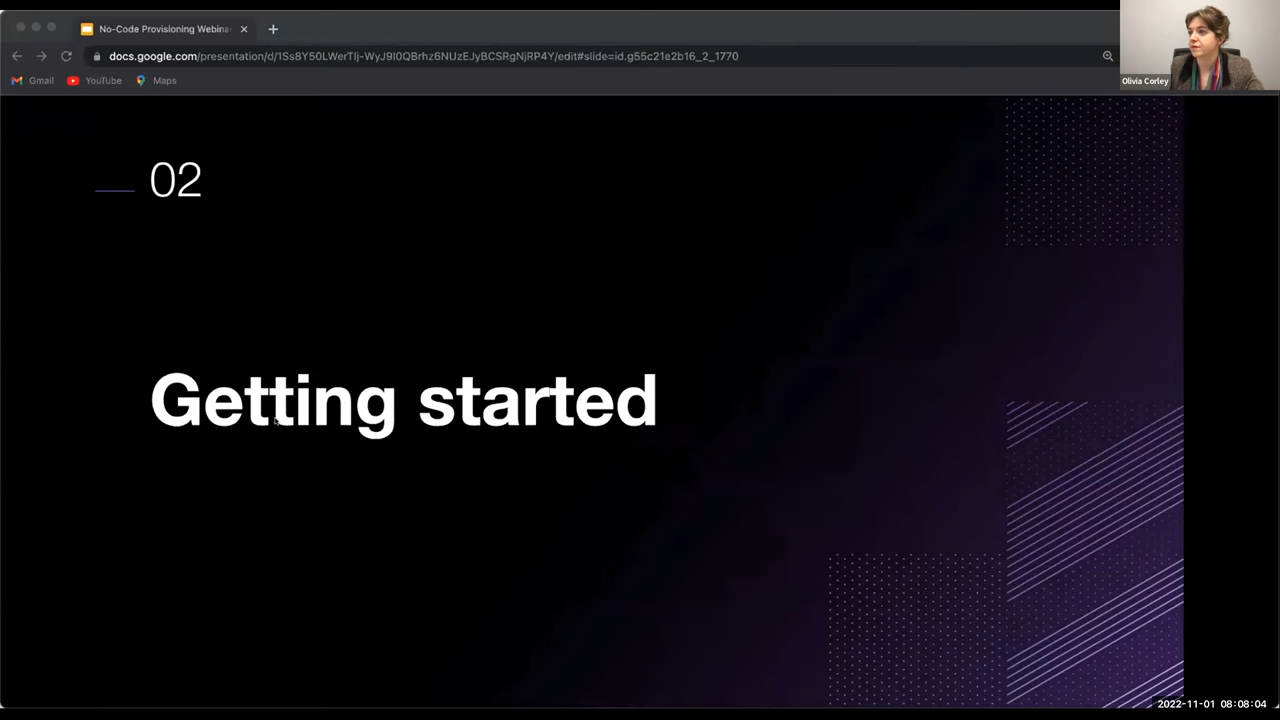 No-Code Provisioning Webina
docs.google.com/presentation/d/1Ss8Y50LWerTIj-WyJ9I0QBrhz6NUzEJyBCSRgNjRP4Y/edit#slide=id.g55c21e2b16_2_1770
Gmail YouTube Maps
Olivia Corley
02
Getting started
2022-11-01 08:08:04